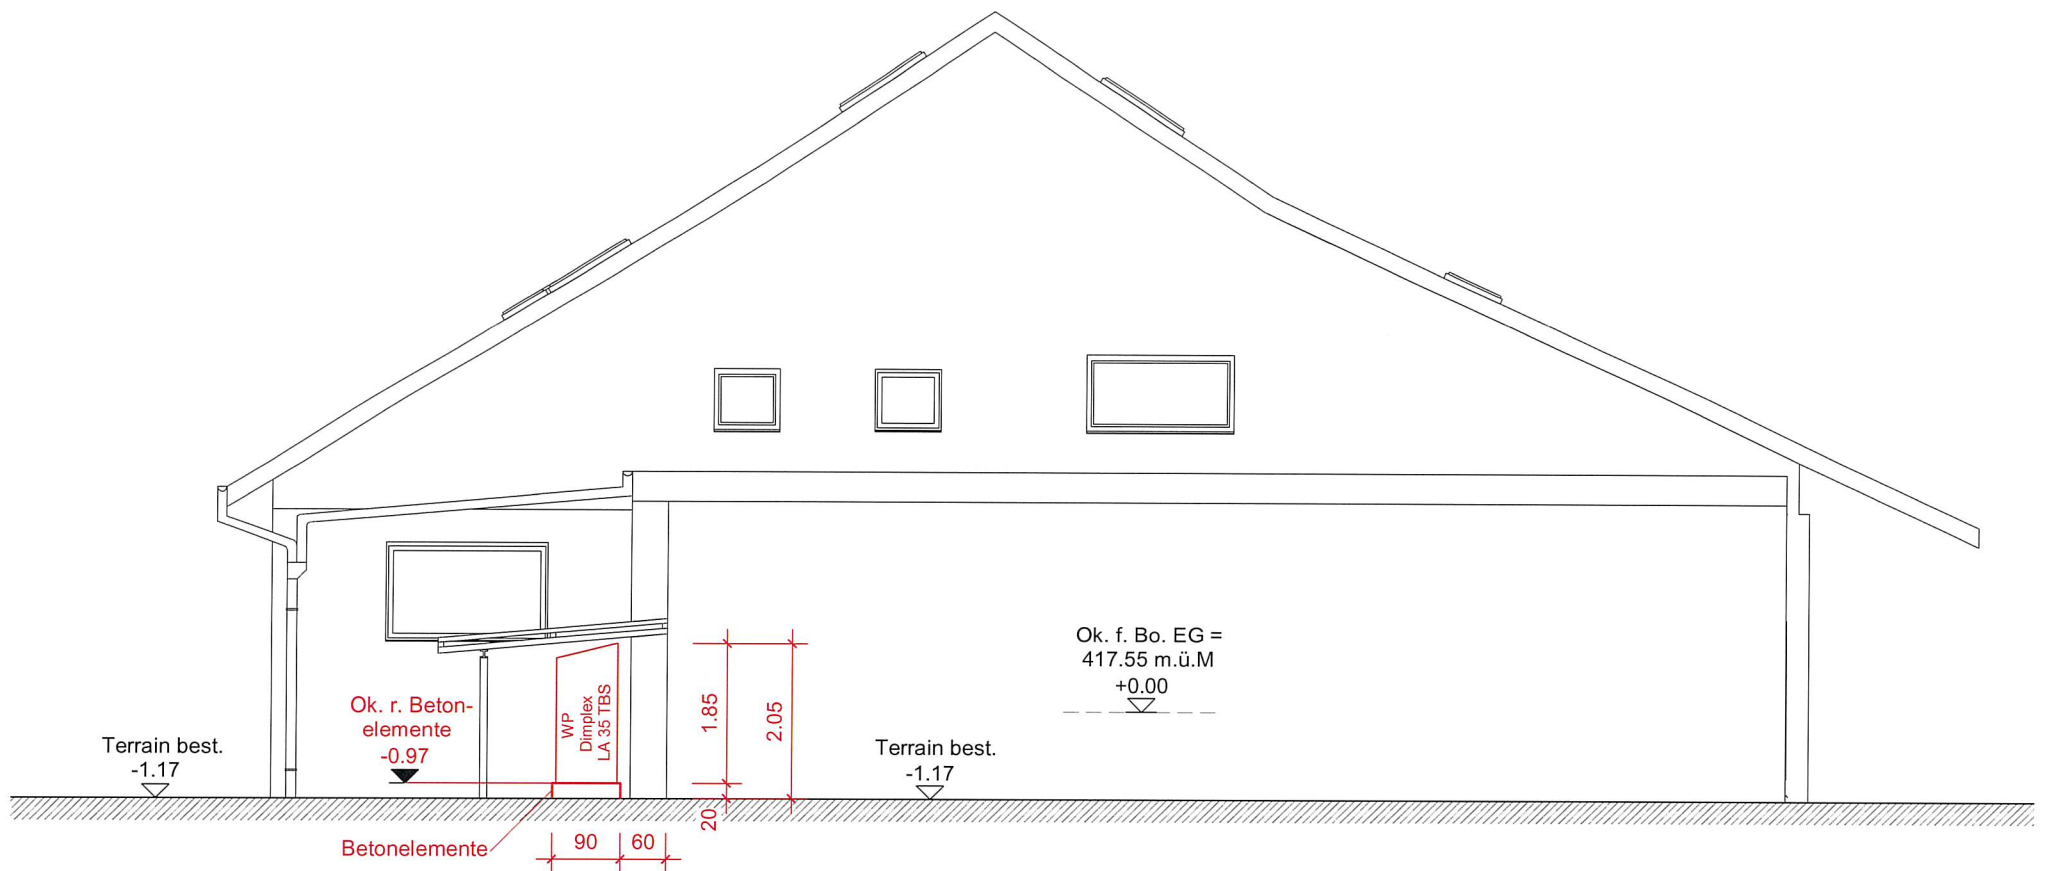 Ok. f. Bo. EG =
417.55 m.ü.M
+0.00
Ok. r. Beton-
elemente
-0.97
WP
Dimplex
LA 35 TBS
1.85
2.05
20
Terrain best.
-1.17
Terrain best.
-1.17
Betonelemente
90
60